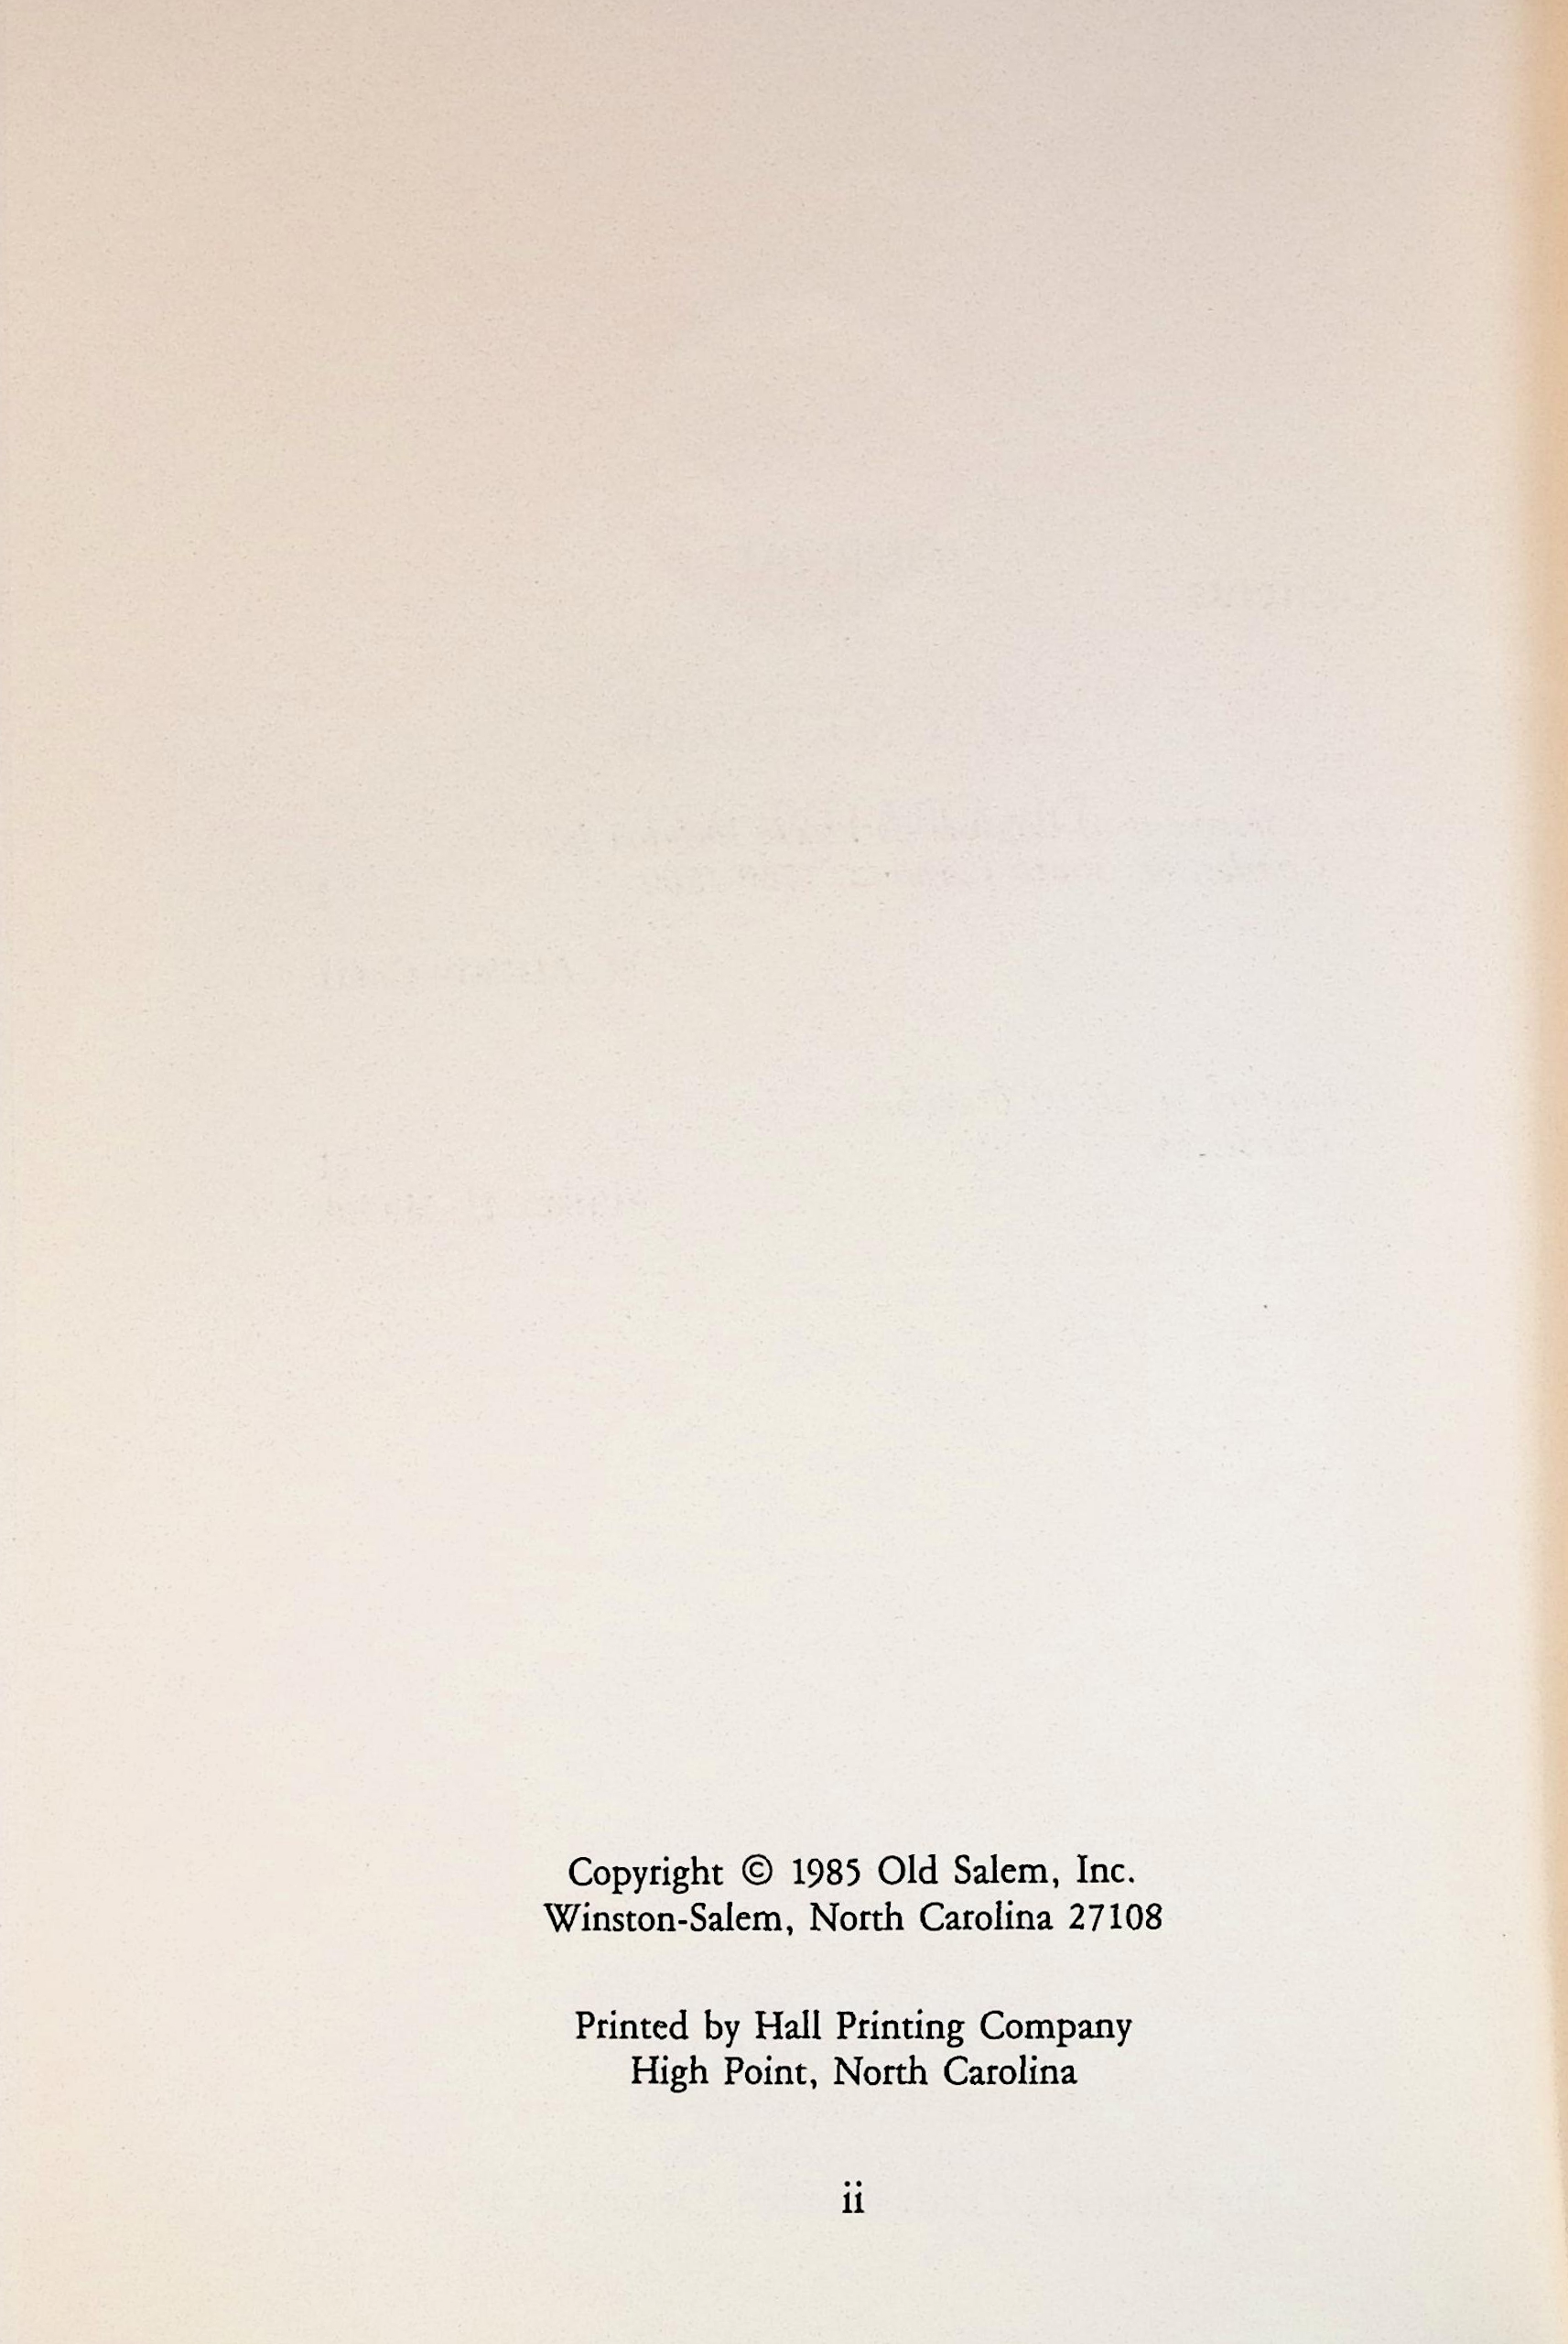 Copyright © 1985 Old Salem, Inc.
Winston-Salem, North Carolina 27108
Printed by Hall Printing Company
High Point, North Carolina
ii